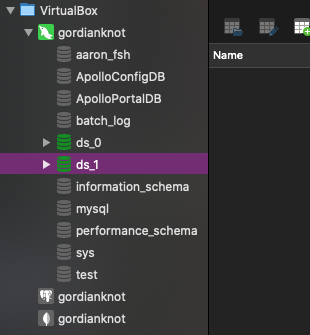 VirtualBox
gordianknot
aaron_fsh
ApolloConfigDB
ApolloPortalDB
batch_log
ds_0
ds_1
information_schema
mysql
performance_schema
sys
test
gordianknot
gordianknot
Name